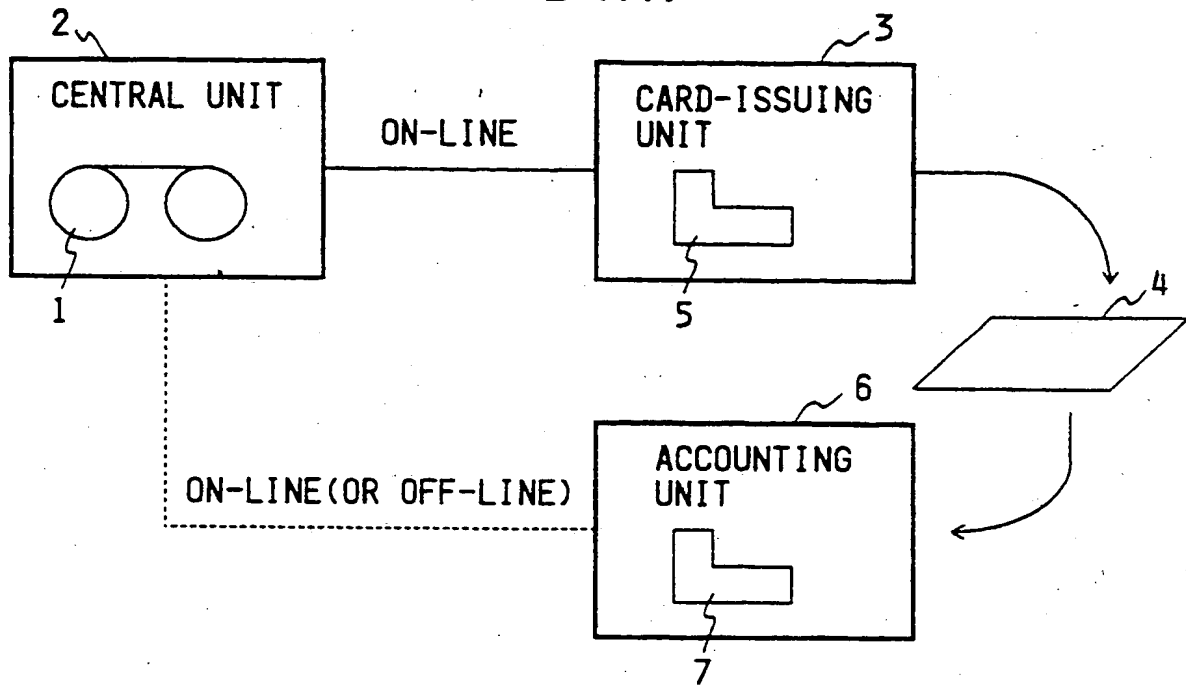 2
3
CENTRAL UNIT
CARD-ISSUING
UNIT
ON-LINE
1
5
4
6
ACCOUNTING
UNIT
ON-LINE(OR OFF-LINE)
7